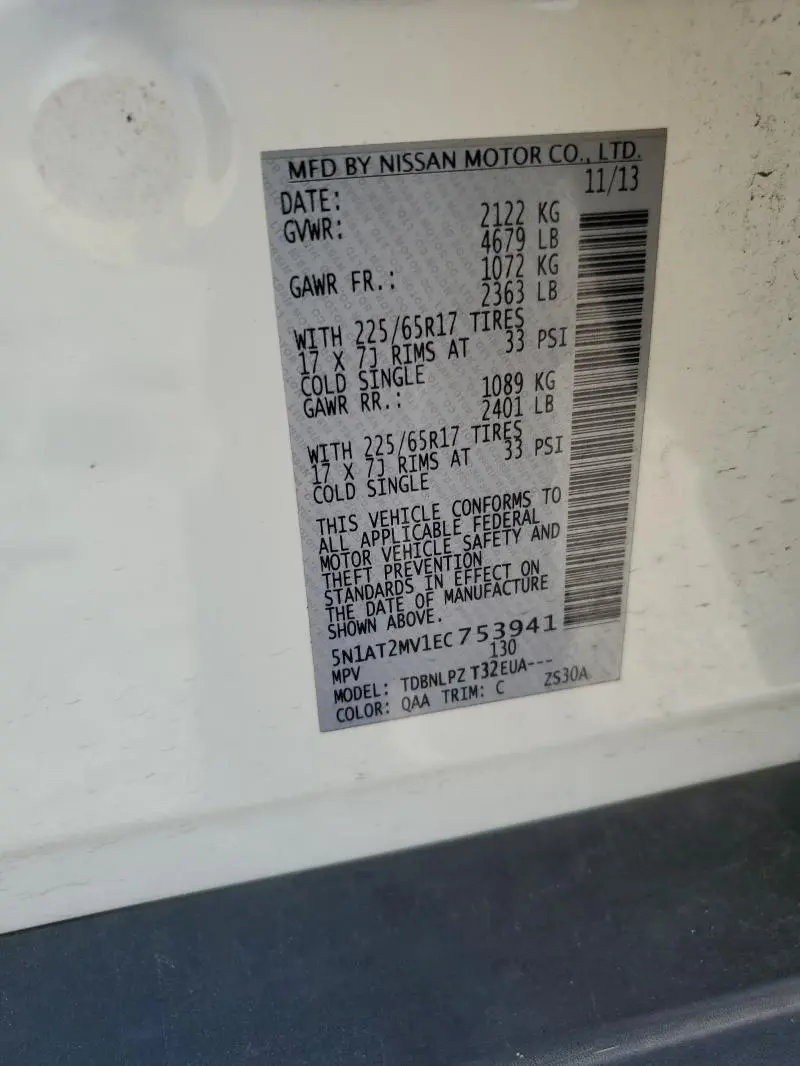 MFD BY NISSAN MOTOR CO., LTD.
DATE: 11/13
GVWR: 2122 KG
4679 LB
GAWR FR.: 1072 KG
2363 LB
WITH 225/65R17 TIRES
17 X 7J RIMS AT 33 PSI
COLD SINGLE
GAWR RR.: 1089 KG
2401 LB
WITH 225/65R17 TIRES
17 X 7J RIMS AT 33 PSI
COLD SINGLE
THIS VEHICLE CONFORMS TO
ALL APPLICABLE FEDERAL
MOTOR VEHICLE SAFETY AND
THEFT PREVENTION
STANDARDS IN EFFECT ON
THE DATE OF MANUFACTURE
SHOWN ABOVE.
5N1AT2MV1EC753941
MPV 130
MODEL: TDBNLPZ T32EUA---
COLOR: QAA TRIM: C ZS30A